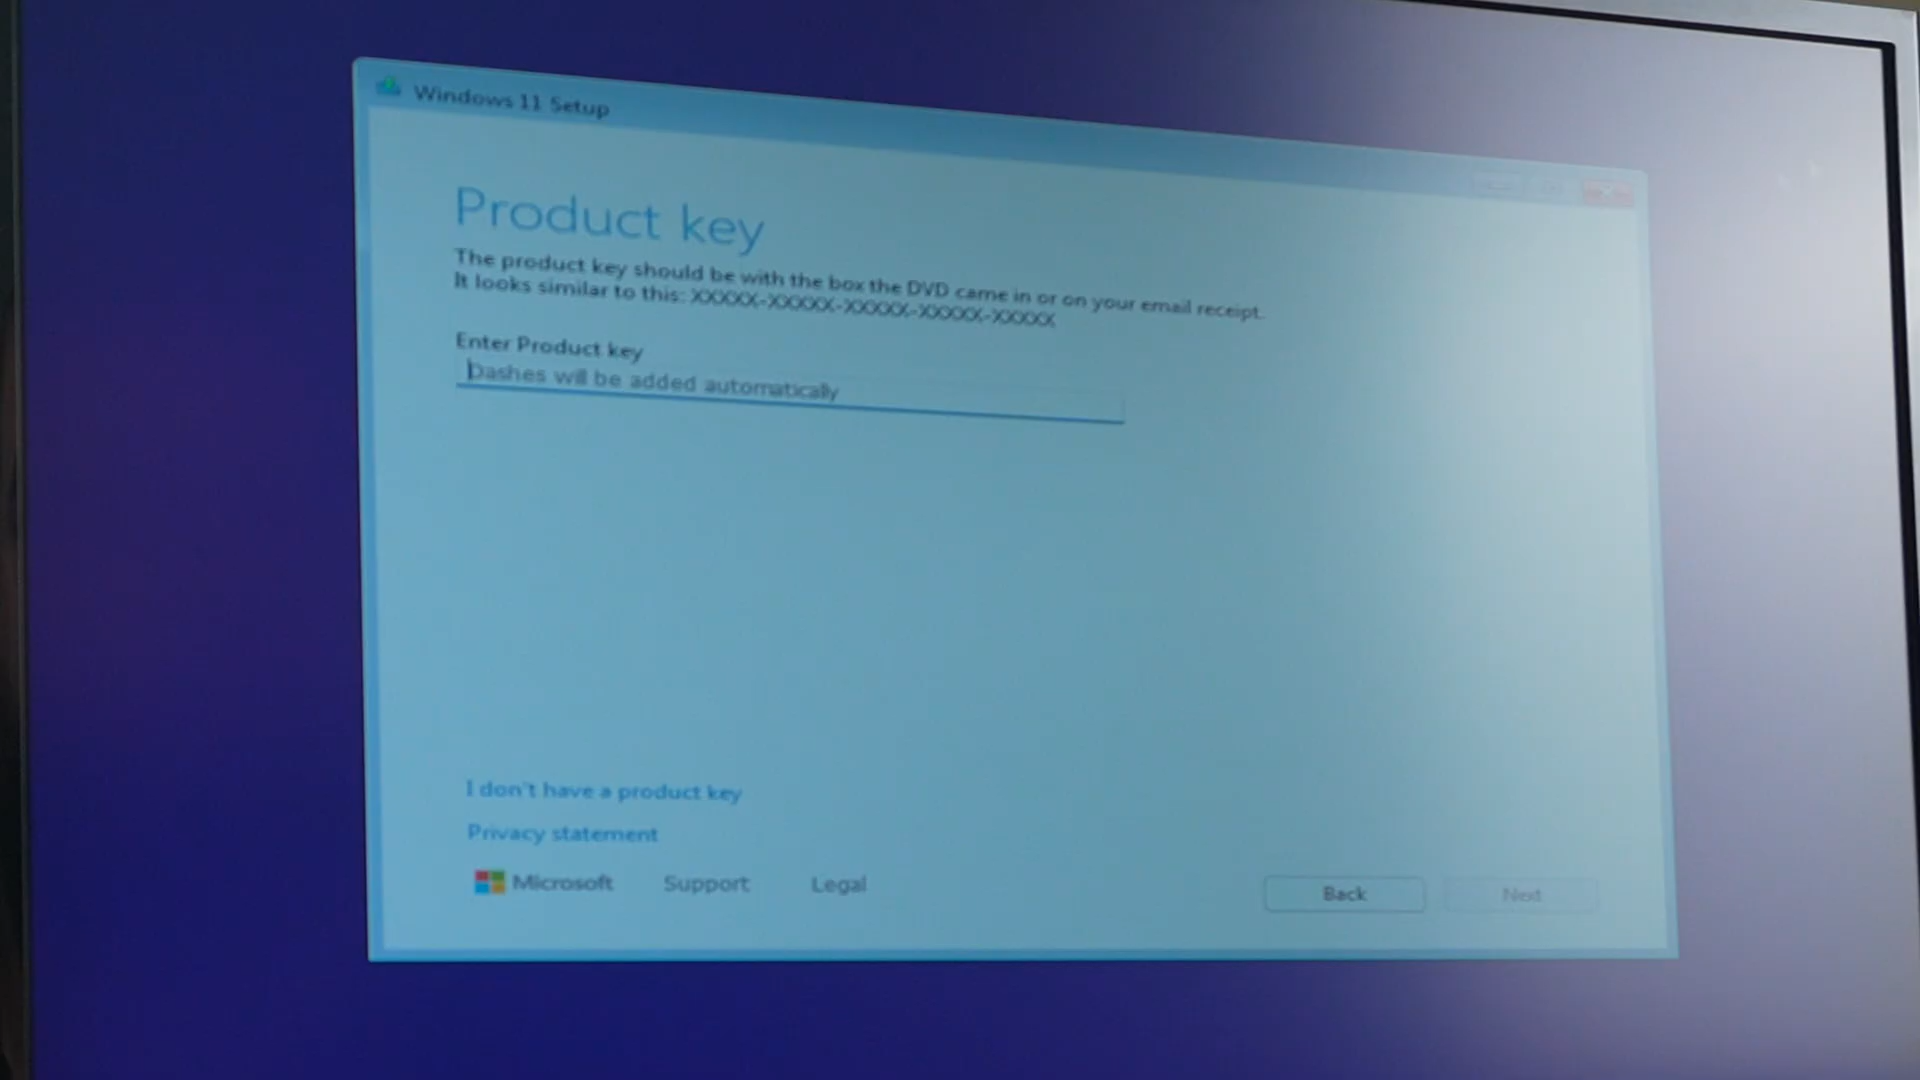 Windows 11 Setup
Product key
The product key should be with the box the DVD came in or on your email receipt.
It looks similar to this: XXXXX-XXXXX-XXXXX-XXXXX-XXXXX
Enter Product key
Dashes will be added automatically
I don't have a product key
Privacy statement
Microsoft Support Legal
Back Next